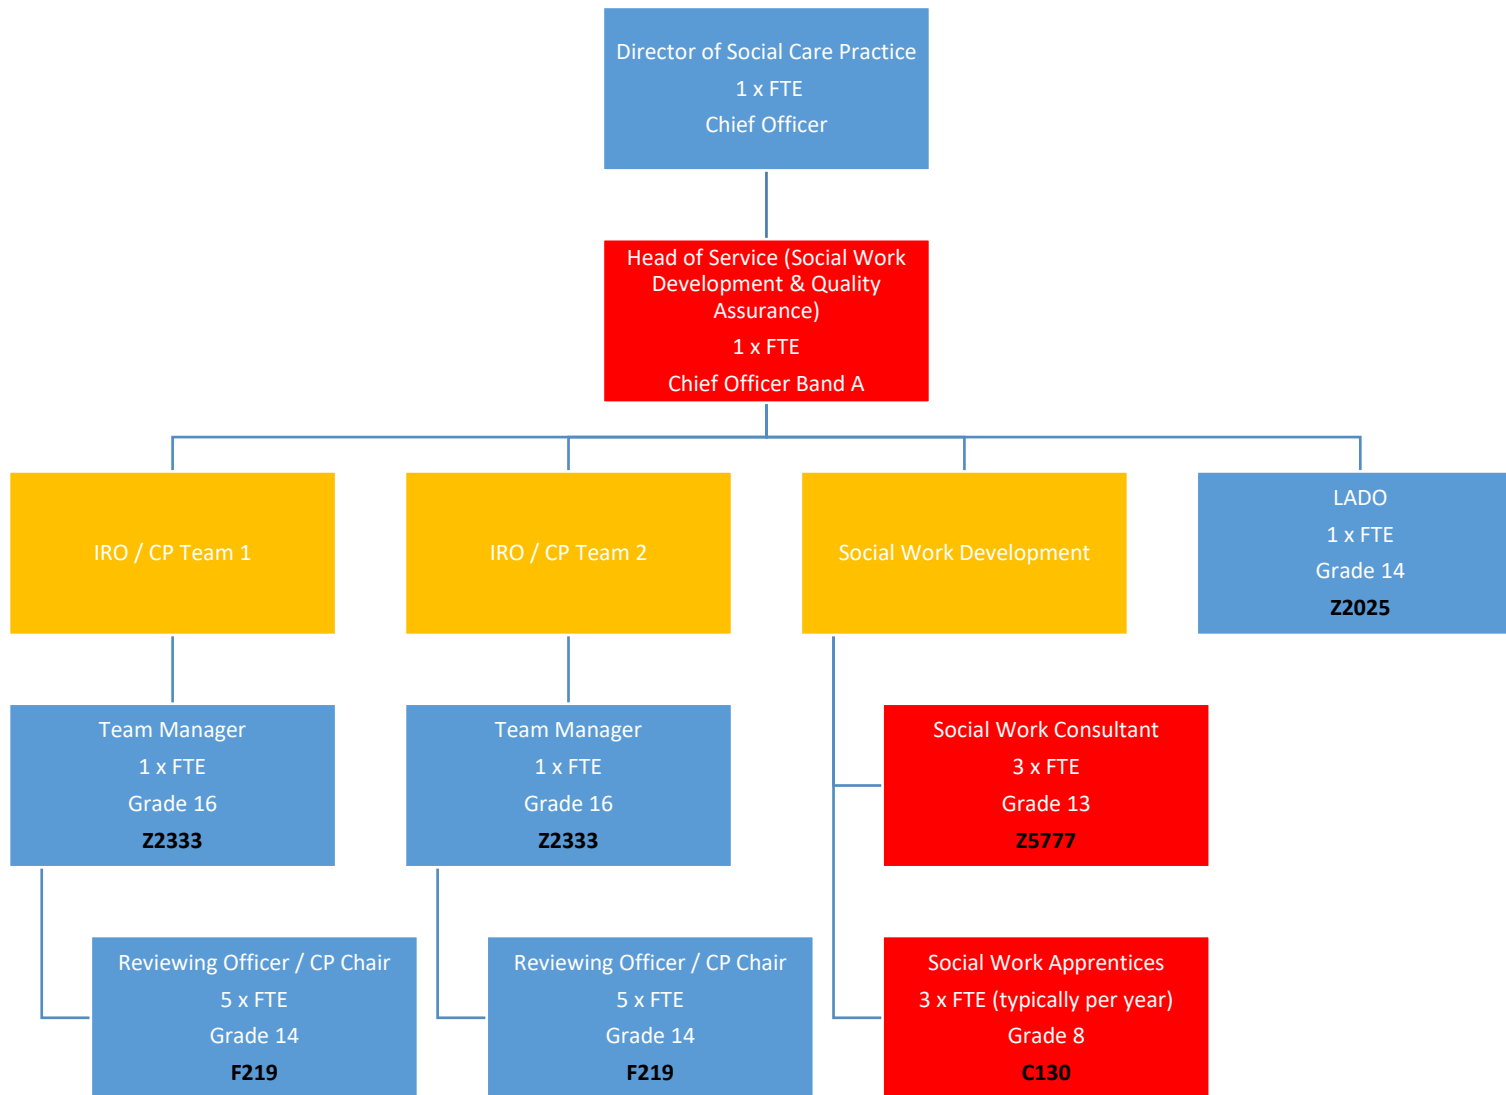 Director of Social Care Practice
1 x FTE
Chief Officer
Head of Service (Social Work
Development & Quality
Assurance)
1 x FTE
Chief Officer Band A
IRO / CP Team 1
IRO / CP Team 2
Social Work Development
LADO
1 x FTE
Grade 14
Z2025
Team Manager
1 x FTE
Grade 16
Z2333
Team Manager
1 x FTE
Grade 16
Z2333
Social Work Consultant
3 x FTE
Grade 13
Z5777
Reviewing Officer / CP Chair
5 x FTE
Grade 14
F219
Reviewing Officer / CP Chair
5 x FTE
Grade 14
F219
Social Work Apprentices
3 x FTE (typically per year)
Grade 8
C130